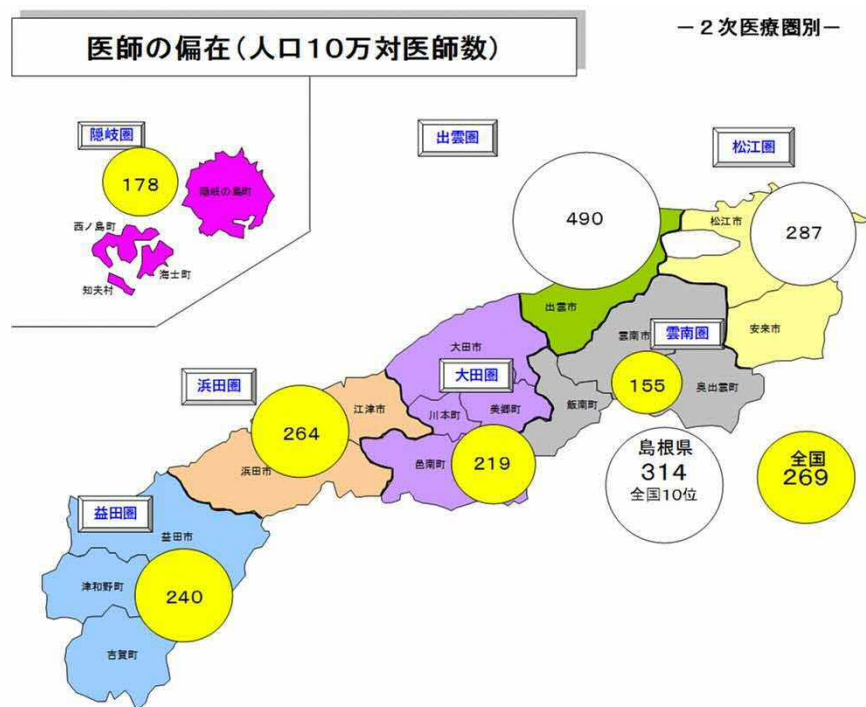 医師の偏在(人口10万対医師数)
－２次医療圏別－
隠岐圏
178
隠岐の島町
西ノ島町
海士町
知夫村
出雲圏
490
出雲市
松江圏
松江市
287
安来市
雲南圏
雲南市
155
奥出雲町
飯南町
大田圏
大田市
川本町
美郷町
邑南町
219
浜田圏
江津市
264
浜田市
益田圏
益田市
津和野町
240
吉賀町
島根県
314
全国10位
全国
269